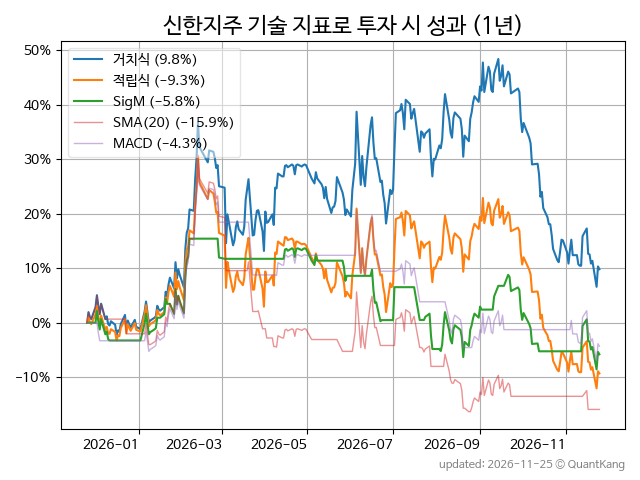 신한지주 기술 지표로 투자 시 성과 (1년)
거치식 (9.8%)
적립식 (−9.3%)
SigM (−5.8%)
SMA(20) (−15.9%)
MACD (−4.3%)
50%
40%
30%
20%
10%
0%
−10%
2026-01
2026-03
2026-05
2026-07
2026-09
2026-11
updated: 2026-11-25 © QuantKang